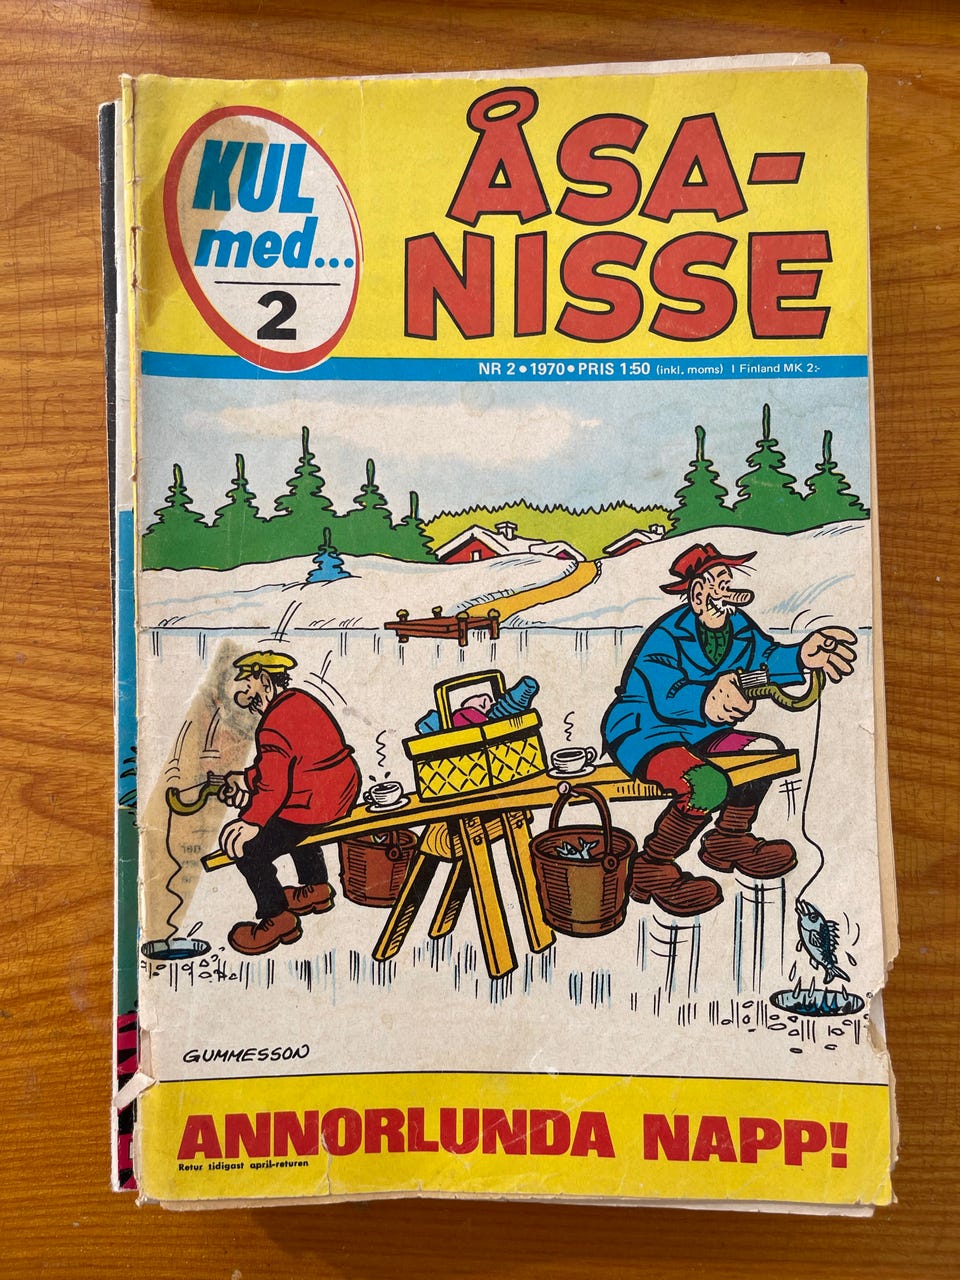 KUL
med...
2
ÅSA-
NISSE
NR 2 • 1970 • PRIS 1:50 (inkl. moms) I Finland MK 2:-
GUMMESSON
ANNORLUNDA NAPP!
Retur tidigast april-returen